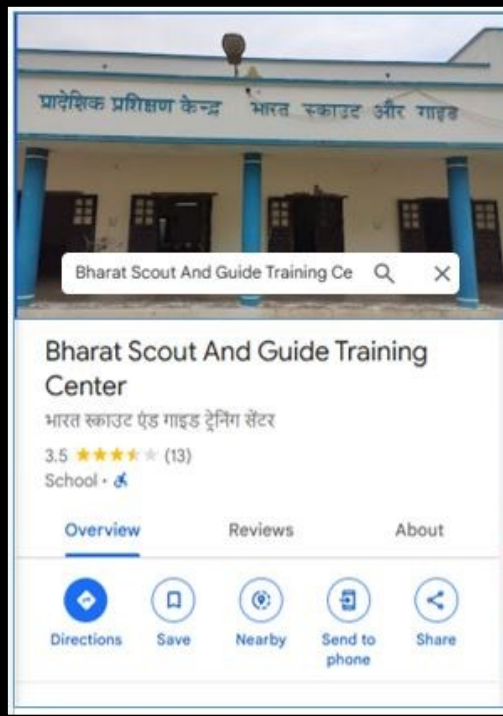 प्रादेशिक प्रशिक्षण केन्द्र भारत स्काउट और गाइड
Bharat Scout And Guide Training Ce
Bharat Scout And Guide Training
Center
भारत स्काउट एंड गाइड ट्रेनिंग सेंटर
3.5 (13)
School •
Overview Reviews About
Directions Save Nearby Send to Share
phone